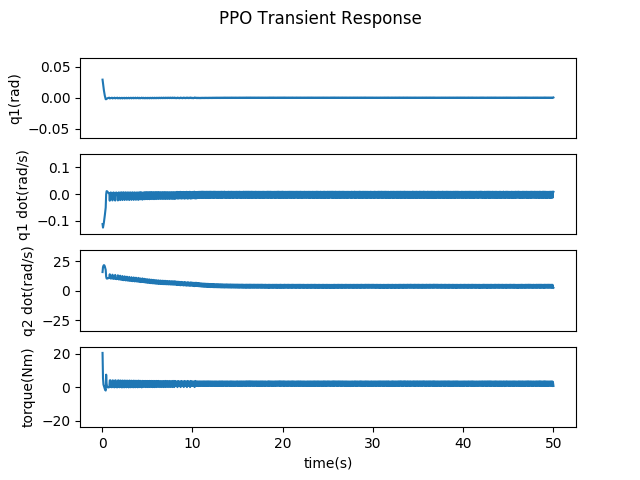 PPO Transient Response
q1(rad)
0.05
0.00
−0.05
q1 dot(rad/s)
0.1
0.0
−0.1
q2 dot(rad/s)
25
0
−25
torque(Nm)
20
0
−20
0 10 20 30 40 50
time(s)